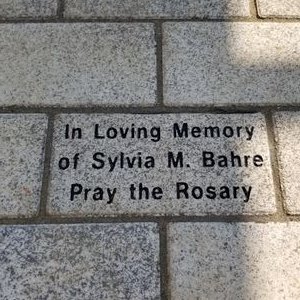 In Loving Memory
of Sylvia M. Bahre
Pray the Rosary